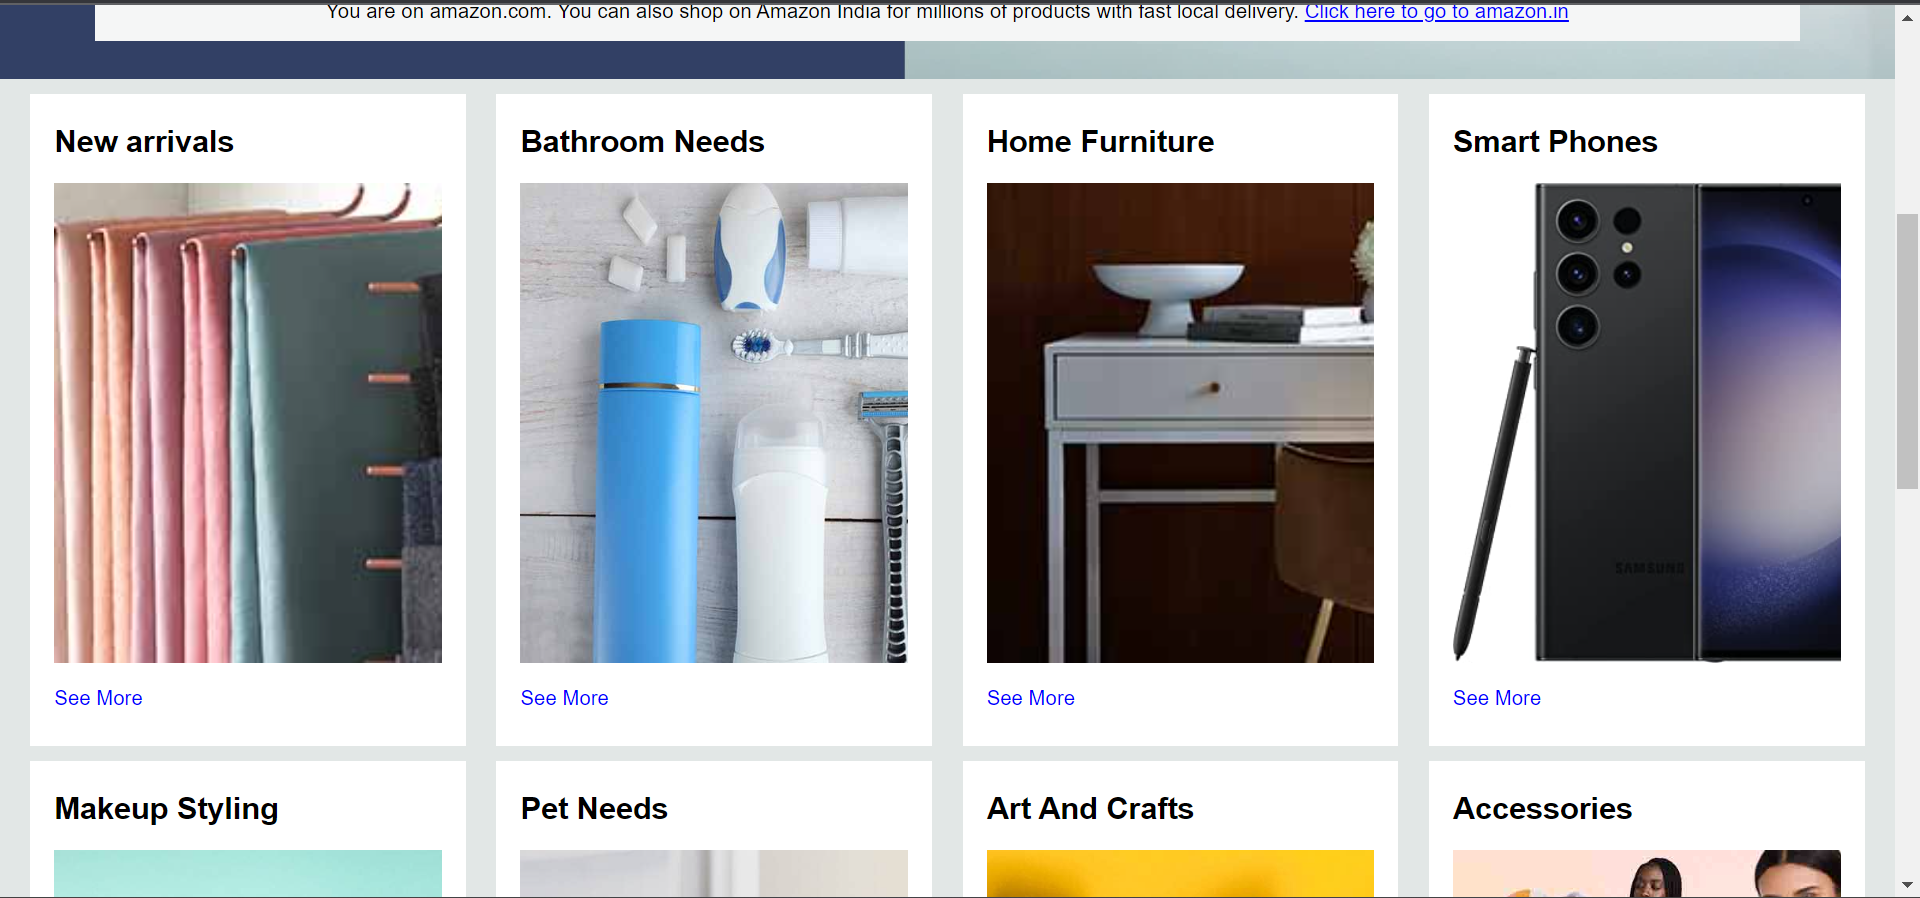 You are on amazon.com. You can also shop on Amazon India for millions of products with fast local delivery. Click here to go to amazon.in
New arrivals
Bathroom Needs
Home Furniture
Smart Phones
SAMSUNG
See More
See More
See More
See More
Makeup Styling
Pet Needs
Art And Crafts
Accessories